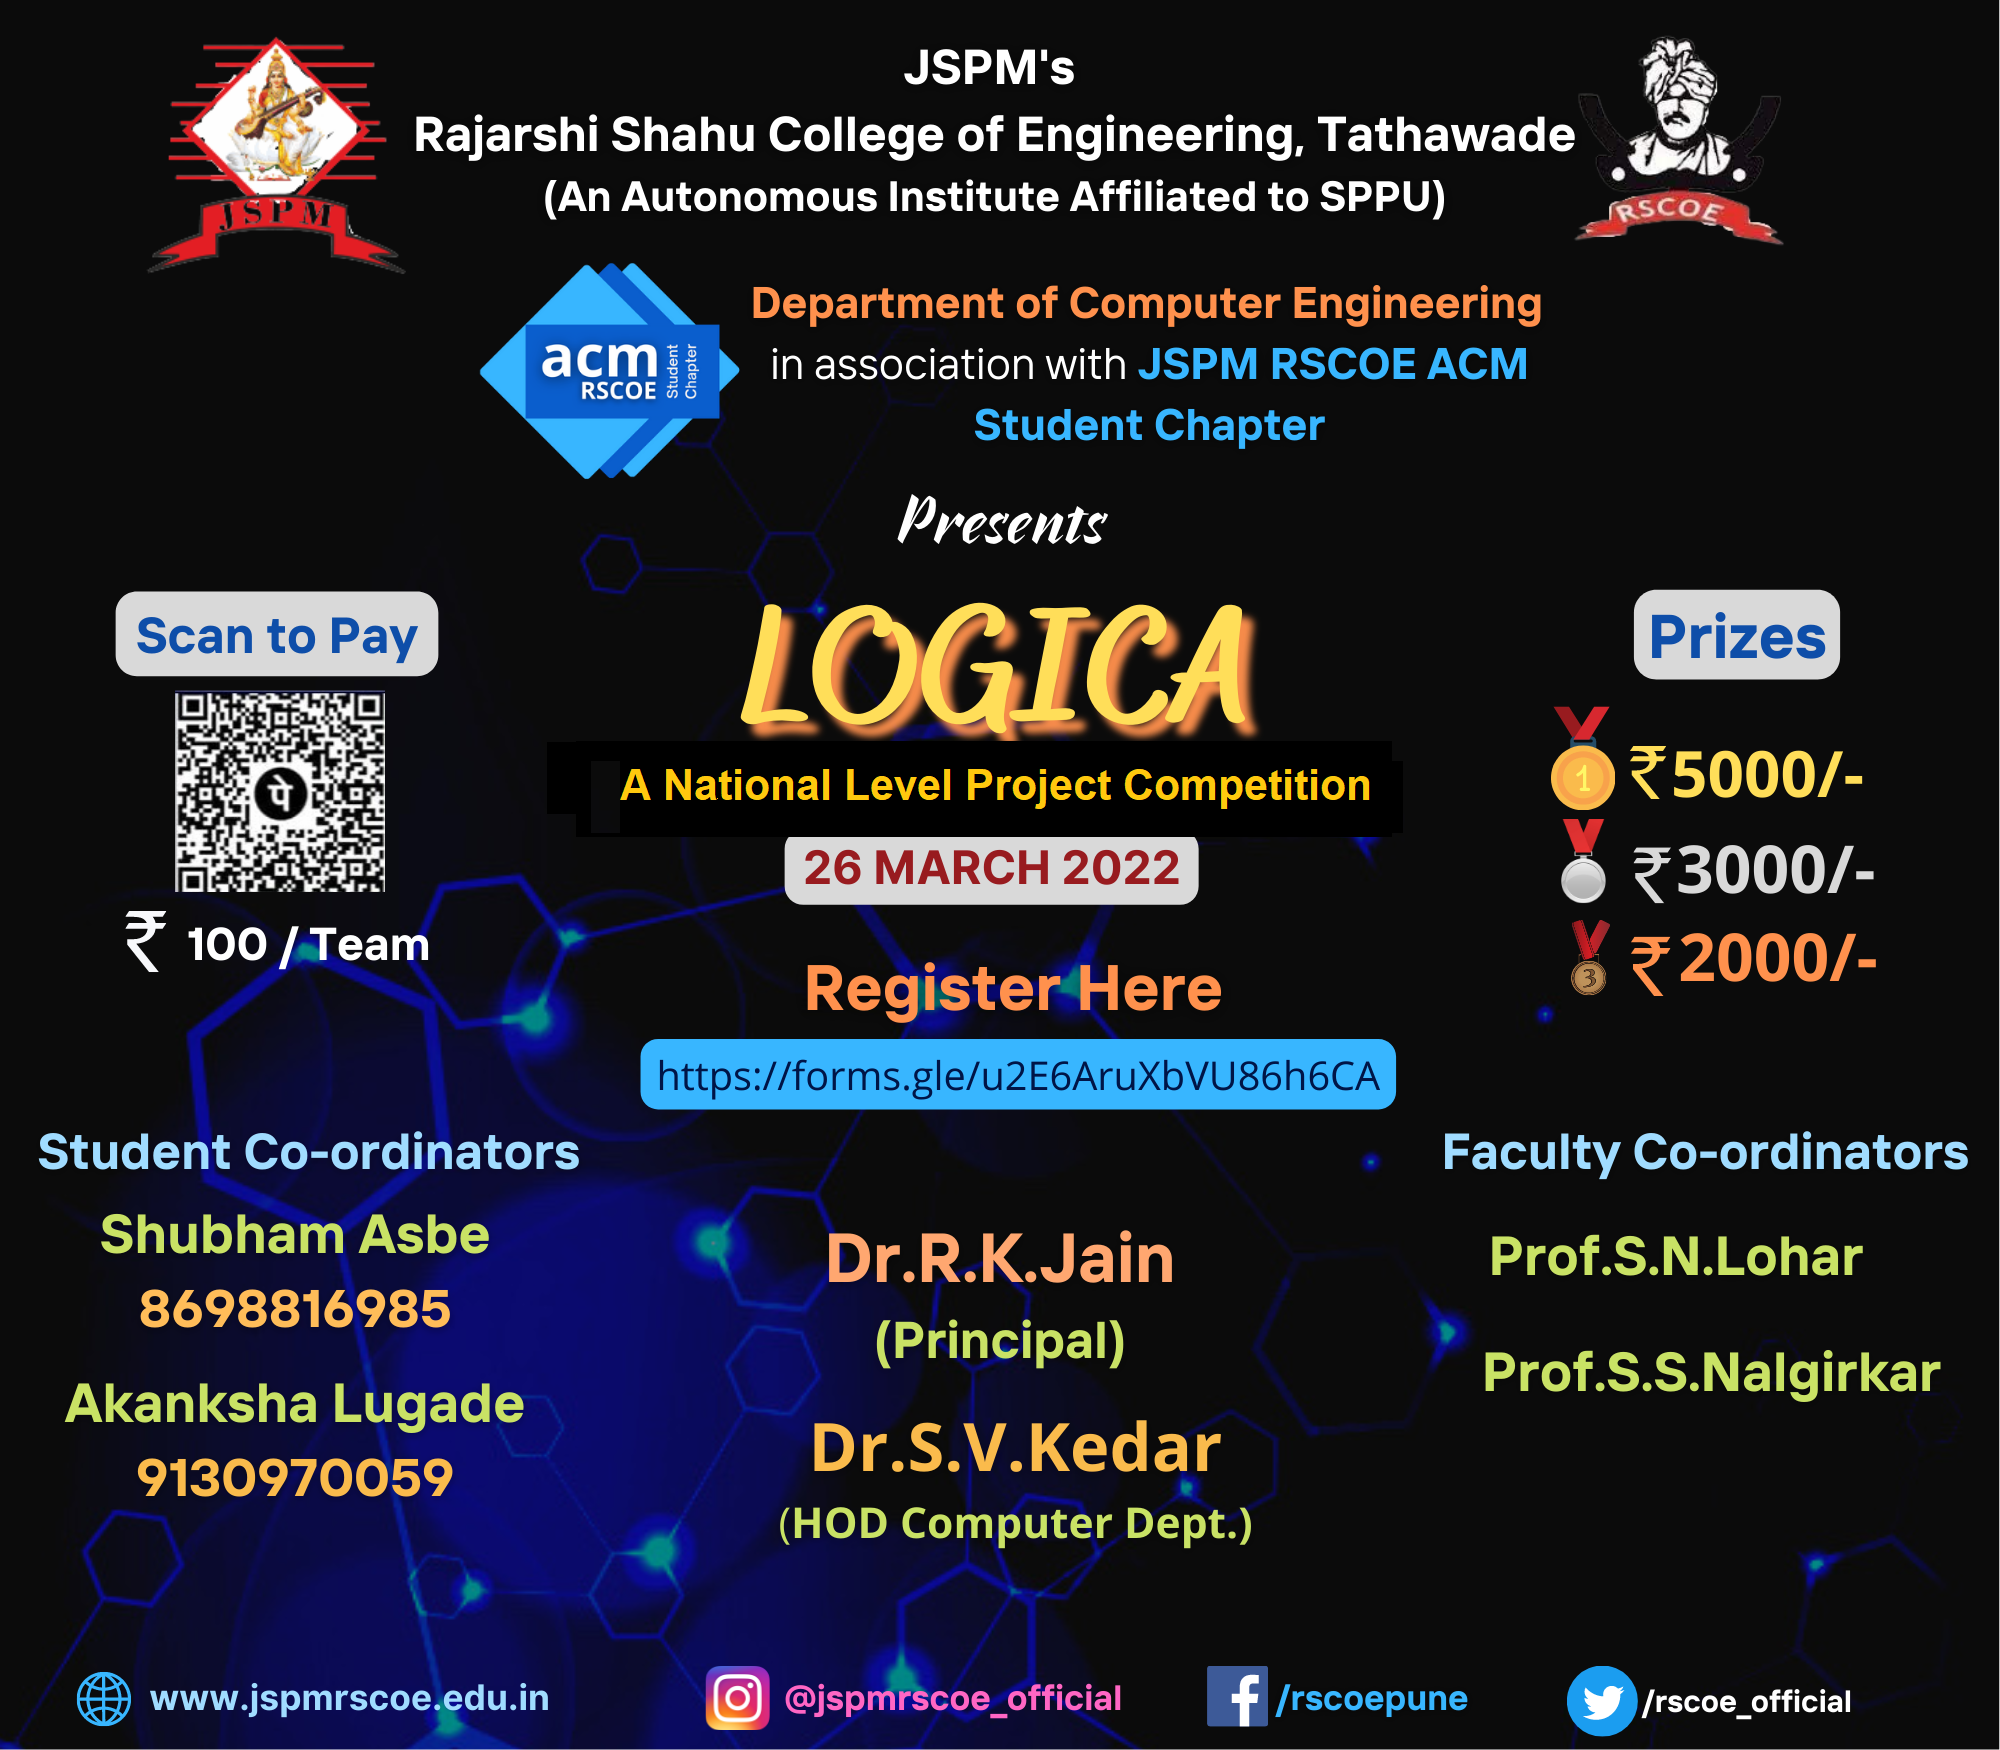 JSPM's
Rajarshi Shahu College of Engineering, Tathawade
(An Autonomous Institute Affiliated to SPPU)
JSPM
RSCOE
acm
RSCOE
Student
Chapter
Department of Computer Engineering
in association with JSPM RSCOE ACM
Student Chapter
Presents
LOGICA
A National Level Project Competition
26 MARCH 2022
Scan to Pay
पे
₹ 100 / Team
Prizes
1
₹5000/-
₹3000/-
3
₹2000/-
Register Here
https://forms.gle/u2E6AruXbVU86h6CA
Student Co-ordinators
Shubham Asbe
8698816985
Akanksha Lugade
9130970059
Dr.R.K.Jain
(Principal)
Dr.S.V.Kedar
(HOD Computer Dept.)
Faculty Co-ordinators
Prof.S.N.Lohar
Prof.S.S.Nalgirkar
www.jspmrscoe.edu.in
@jspmrscoe_official
/rscoepune
/rscoe_official